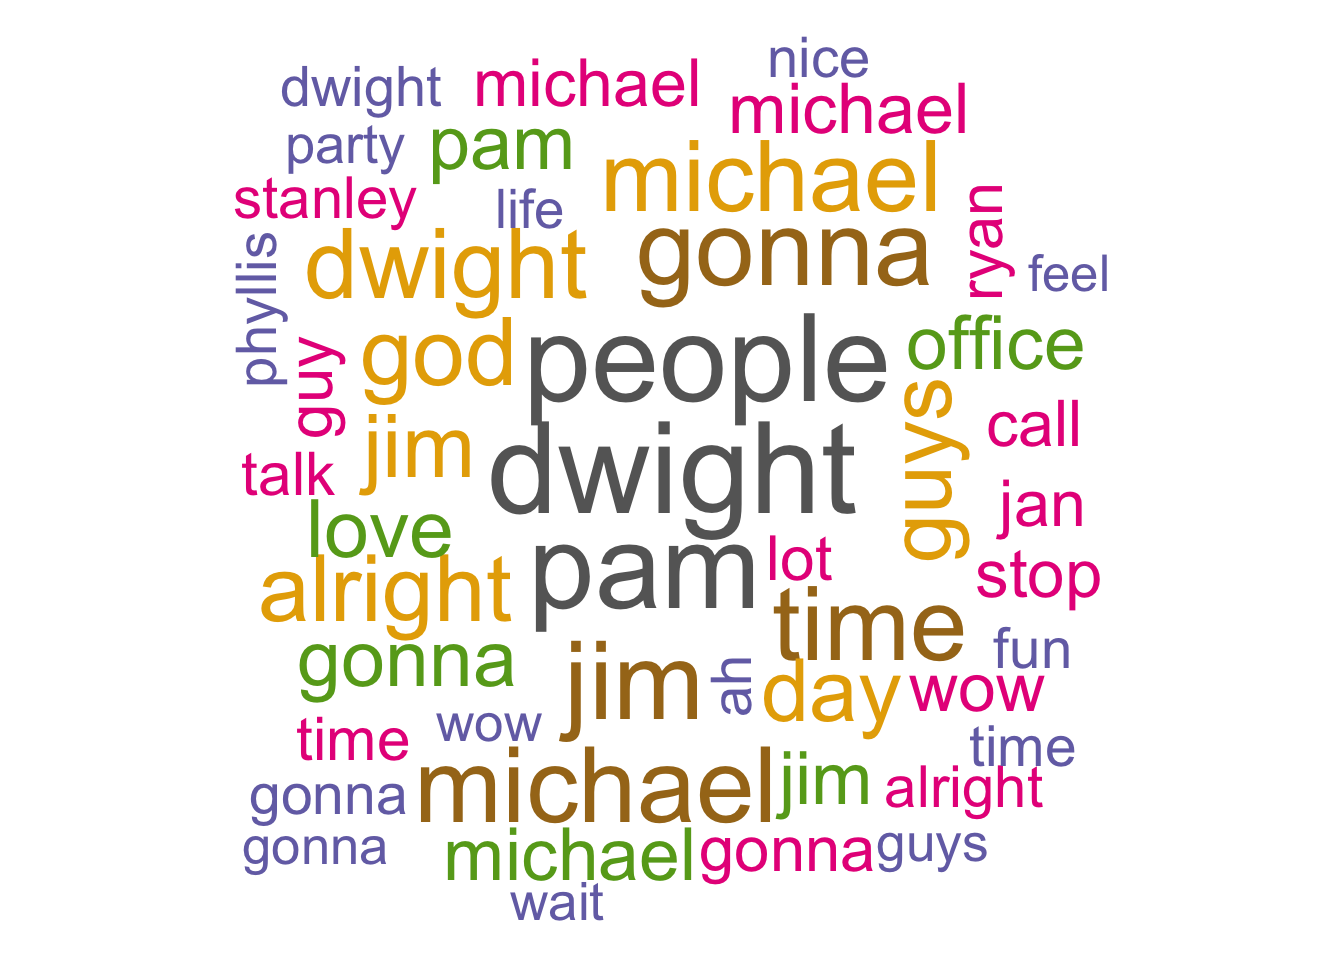 nice
dwight
michael
michael
party
pam
michael
stanley
life
ryan
phyllis
dwight
gonna
feel
guy
god
people
office
guys
jim
dwight
call
talk
jan
love
pam
lot
stop
alright
time
gonna
jim
ah
day
wow
fun
time
wow
time
gonna
michael
jim
alright
gonna
michael
gonna
guys
wait